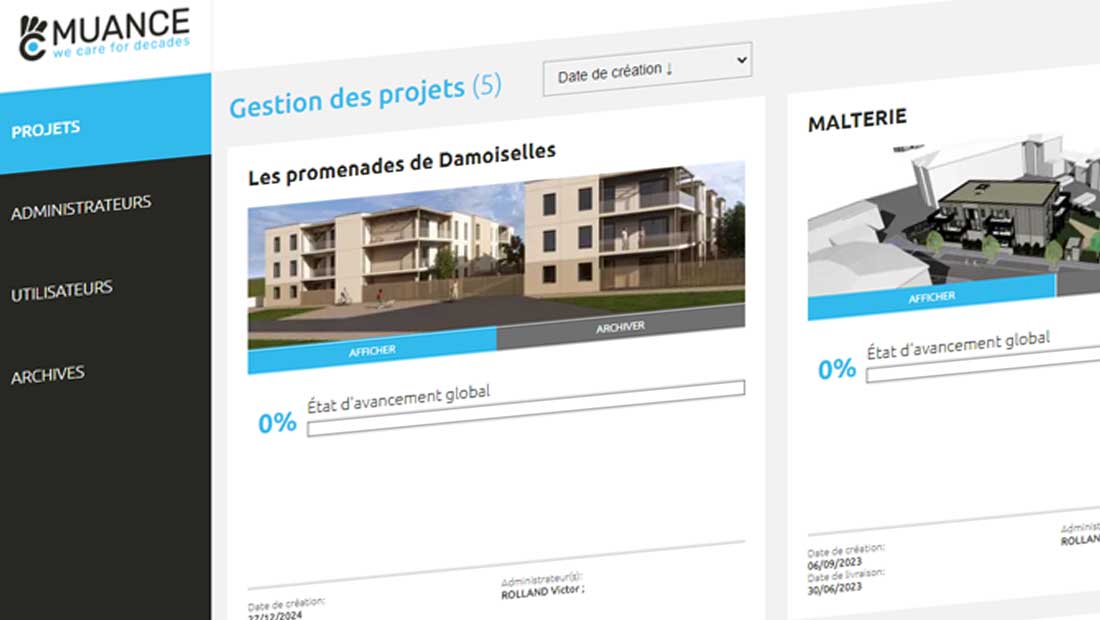 MUANCE
we care for decades
PROJETS
ADMINISTRATEURS
UTILISATEURS
ARCHIVES
Gestion des projets (5)
Date de création ↓
Les promenades de Damoiselles
AFFICHER
ARCHIVER
0%
État d'avancement global
Date de création:
27/12/2024
Administrateur(s):
ROLLAND Victor ;
MALTERIE
AFFICHER
0%
État d'avancement global
Date de création:
06/09/2023
Date de livraison:
30/06/2023
Administ
ROLLAN